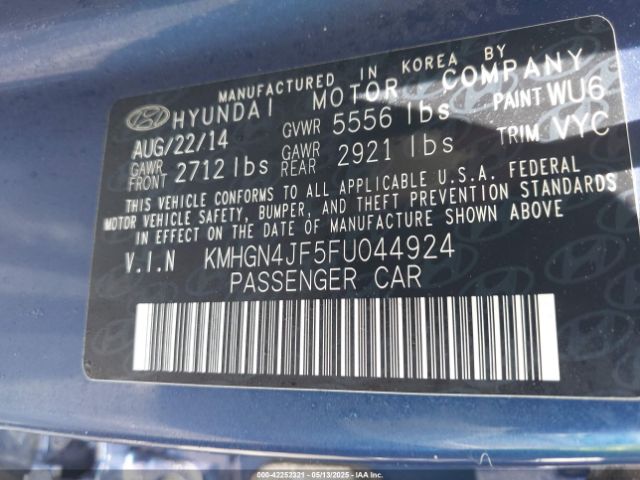 MANUFACTURED IN KOREA BY
HYUNDAI MOTOR COMPANY
AUG/22/14 GVWR 5556 lbs PAINT WU6
GAWR FRONT 2712 lbs GAWR REAR 2921 lbs TRIM VYC
THIS VEHICLE CONFORMS TO ALL APPLICABLE U.S.A. FEDERAL
MOTOR VEHICLE SAFETY, BUMPER, AND THEFT PREVENTION STANDARDS
IN EFFECT ON THE DATE OF MANUFACTURE SHOWN ABOVE
V.I.N KMHGN4JF5FU044924
PASSENGER CAR
000-42252321 - 05/13/2025 - IAA Inc.